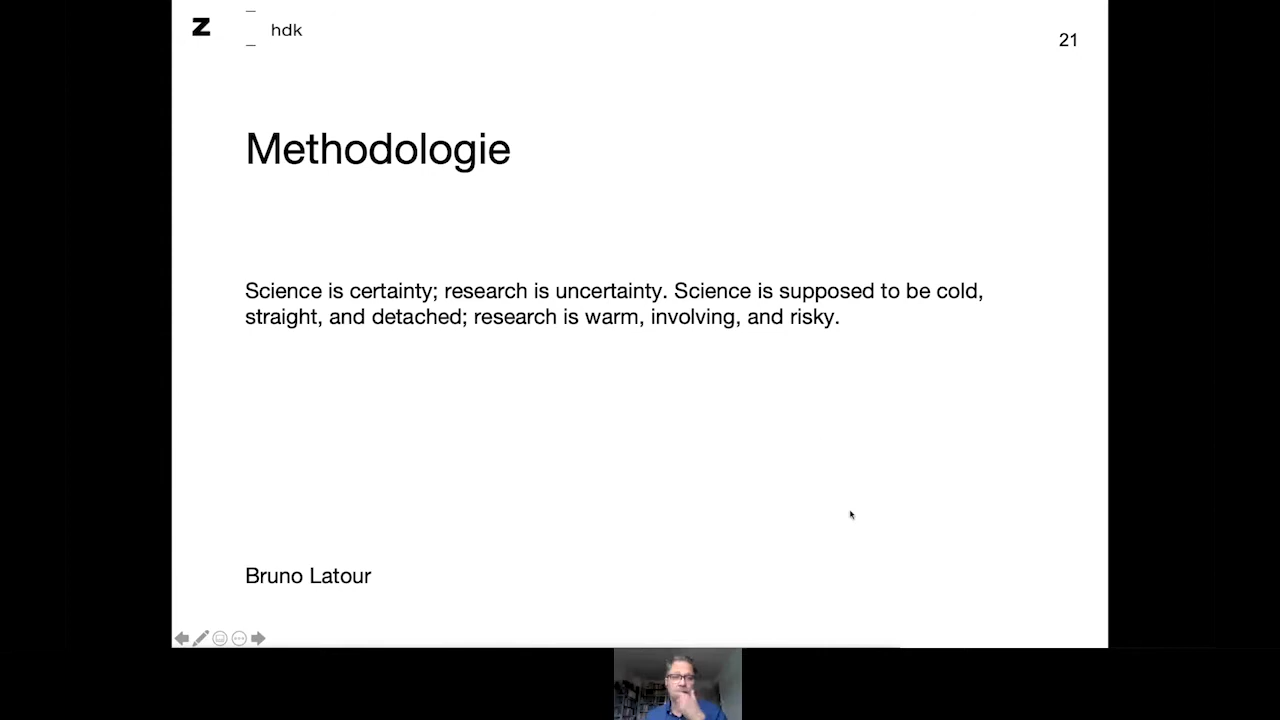 Z hdk
21
Methodologie
Science is certainty; research is uncertainty. Science is supposed to be cold,
straight, and detached; research is warm, involving, and risky.
Bruno Latour